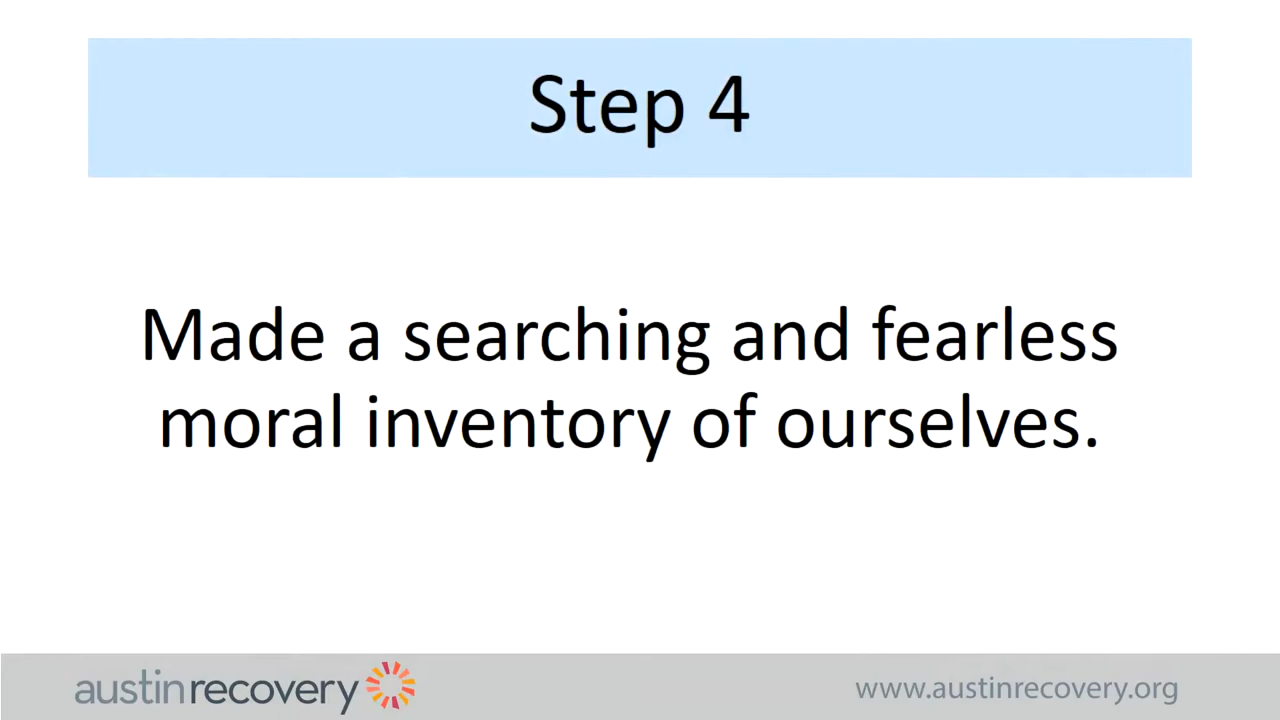 Step 4
Made a searching and fearless
moral inventory of ourselves.
austinrecovery
www.austinrecovery.org